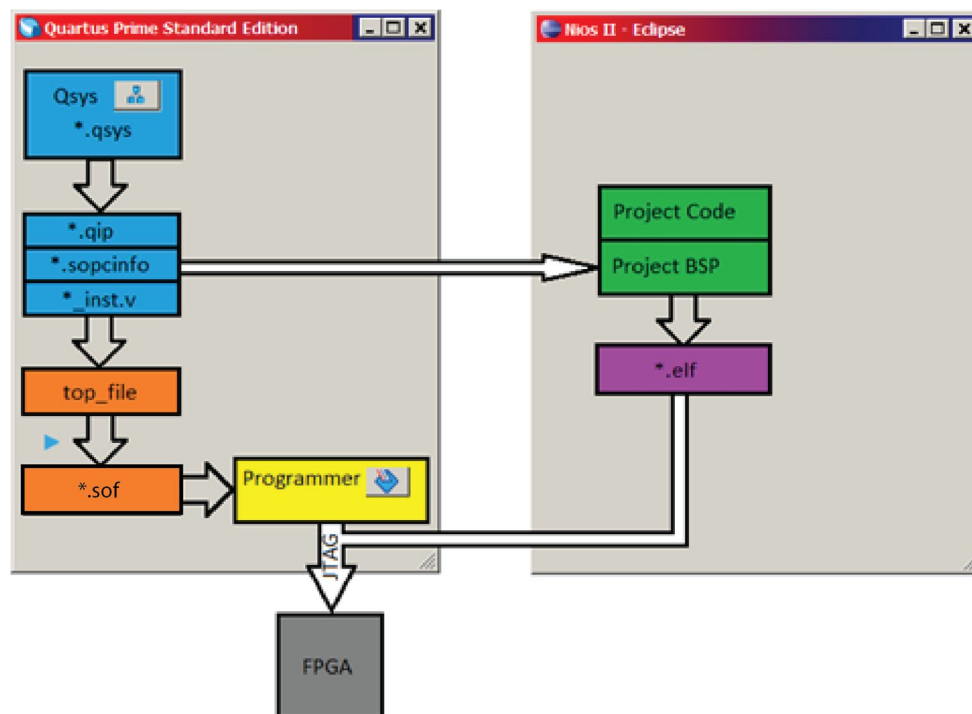 Quartus Prime Standard Edition
Nios II - Eclipse
Qsys
*.qsys
*.qip
*.sopcinfo
*_inst.v
top_file
*.sof
Programmer
JTAG
FPGA
Project Code
Project BSP
*.elf